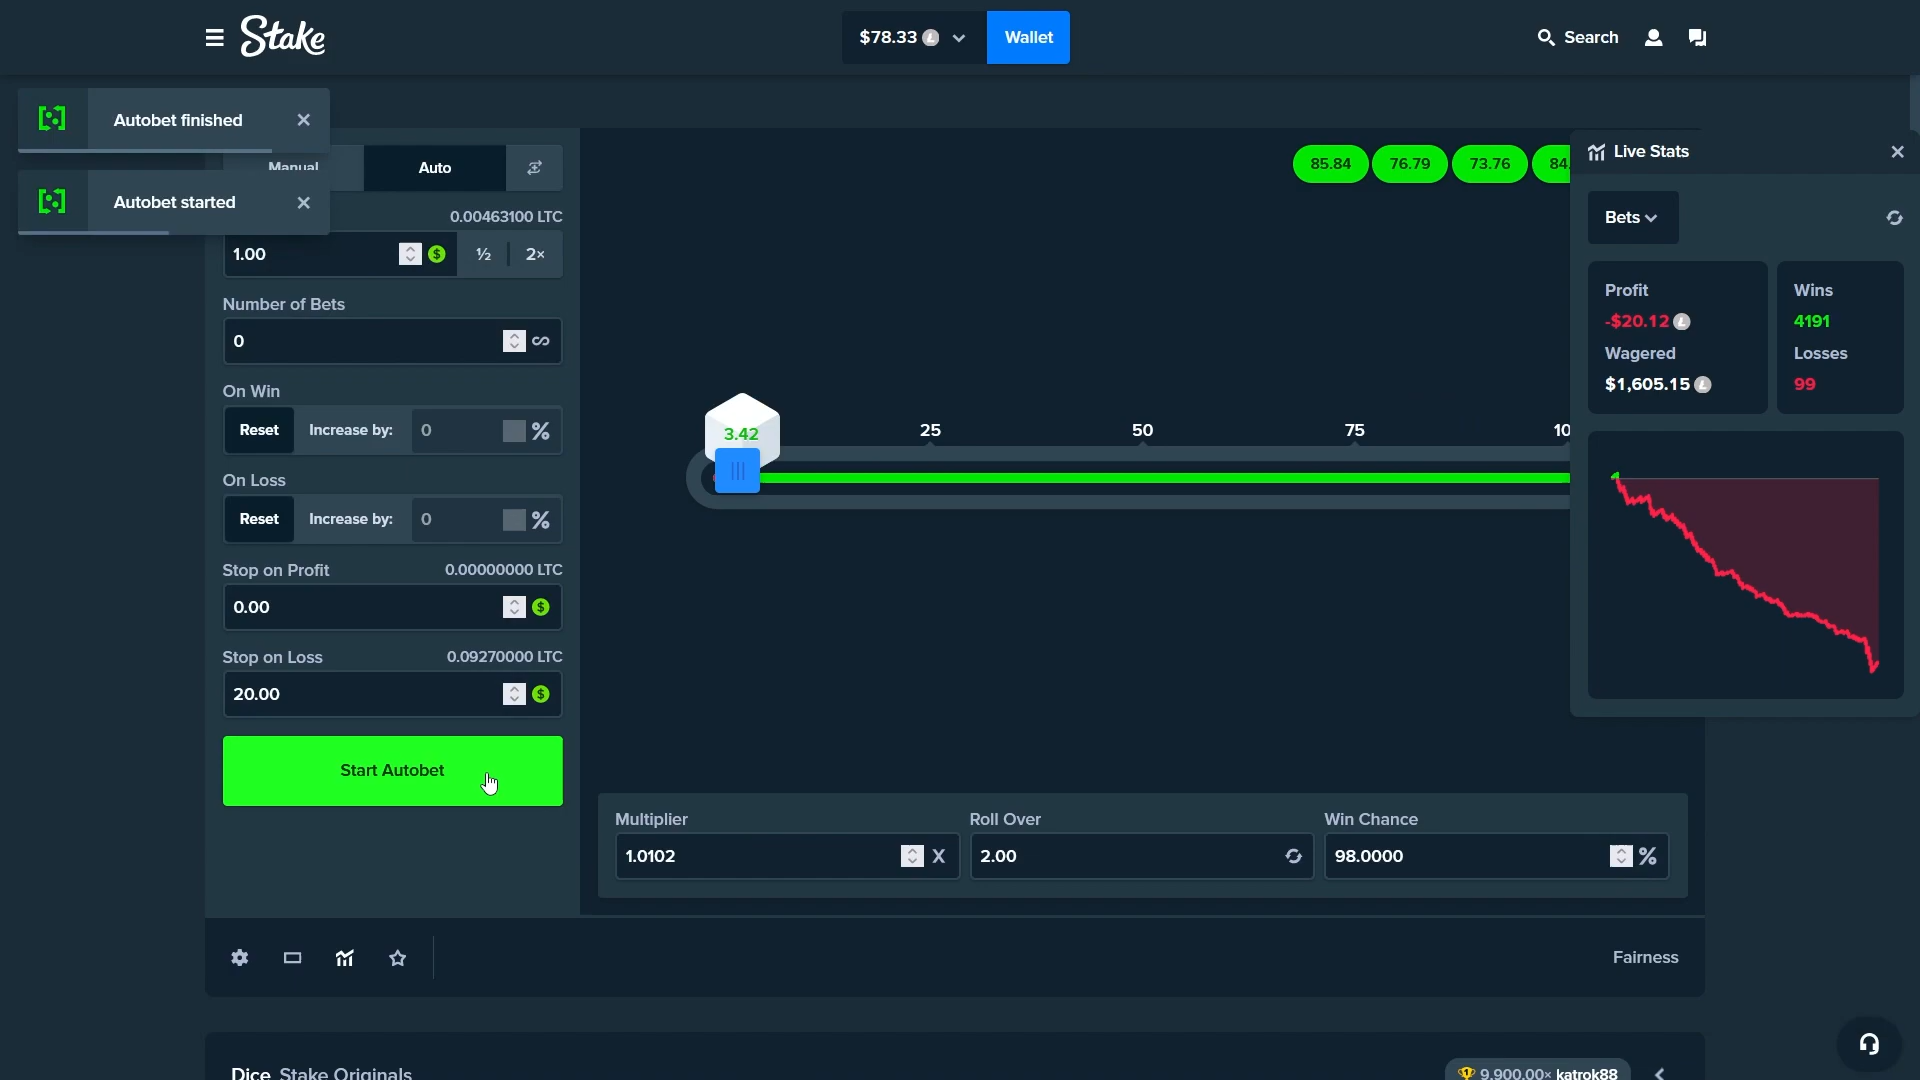 Stake
$78.33
Wallet
Search
Autobet finished
Manual
Auto
Autobet started
0.00463100 LTC
1.00
½
2×
Number of Bets
0
∞
On Win
Reset
Increase by:
0
%
On Loss
Reset
Increase by:
0
%
Stop on Profit
0.00000000 LTC
0.00
Stop on Loss
0.09270000 LTC
20.00
Start Autobet
85.84
76.79
73.76
84.
3.42
25
50
75
10
Multiplier
1.0102
X
Roll Over
2.00
Win Chance
98.0000
%
Live Stats
Bets
Profit
-$20.12
Wagered
$1,605.15
Wins
4191
Losses
99
Fairness
Dice Stake Originals
9,900.00× katrok88